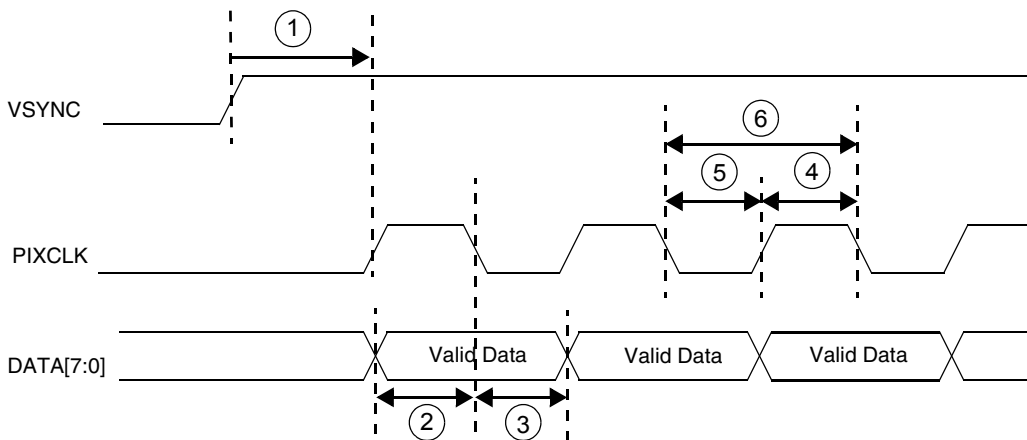 1
VSYNC
6
5
4
PIXCLK
DATA[7:0]
Valid Data
Valid Data
Valid Data
2
3